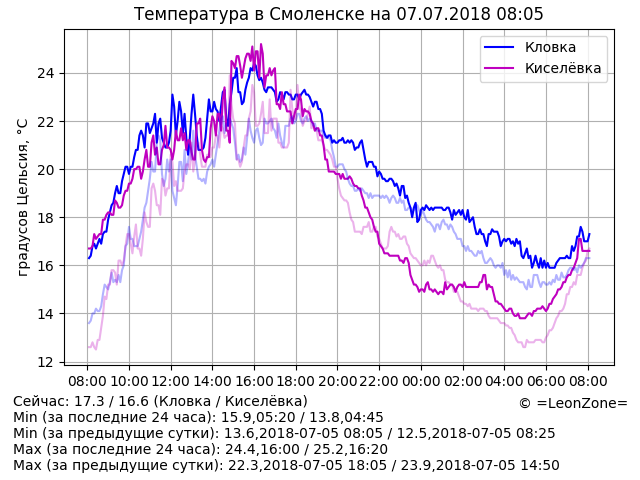 Температура в Смоленске на 07.07.2018 08:05
Кловка
Киселёвка
градусов Цельсия, °C
24
22
20
18
16
14
12
08:00 10:00 12:00 14:00 16:00 18:00 20:00 22:00 00:00 02:00 04:00 06:00 08:00
Сейчас: 17.3 / 16.6 (Кловка / Киселёвка)
© =LeonZone=
Min (за последние 24 часа): 15.9,05:20 / 13.8,04:45
Min (за предыдущие сутки): 13.6,2018-07-05 08:05 / 12.5,2018-07-05 08:25
Max (за последние 24 часа): 24.4,16:00 / 25.2,16:20
Max (за предыдущие сутки): 22.3,2018-07-05 18:05 / 23.9,2018-07-05 14:50